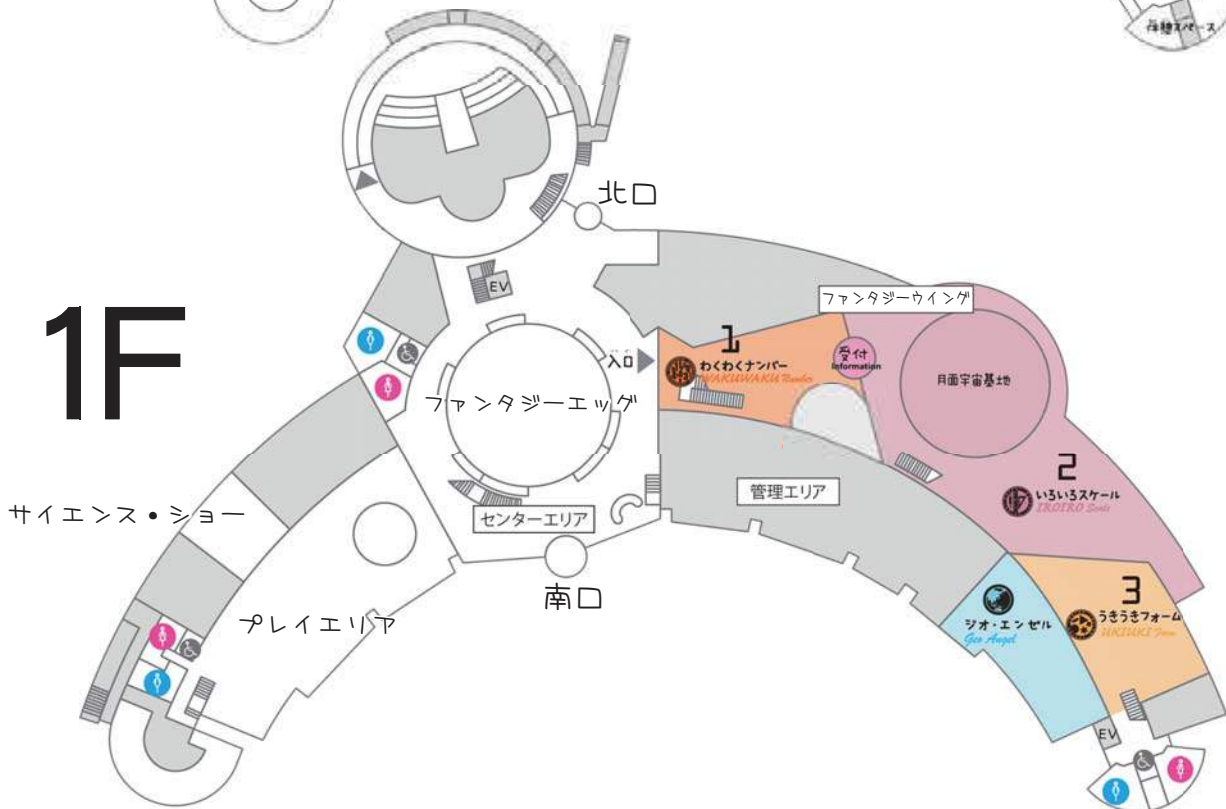 体験スペース
北口
1F
EV
ファンタジーウイング
入口
1
わくわくナンバー
WAKUWAKU Number
受付
Information
月面宇宙基地
ファンタジーエッグ
2
いろいろスケール
IROIRO Scale
管理エリア
サイエンス・ショー
センターエリア
南口
プレイエリア
ジオ・エンゼル
Geo Angel
3
うきうきフォーム
UKIUKI Form
EV